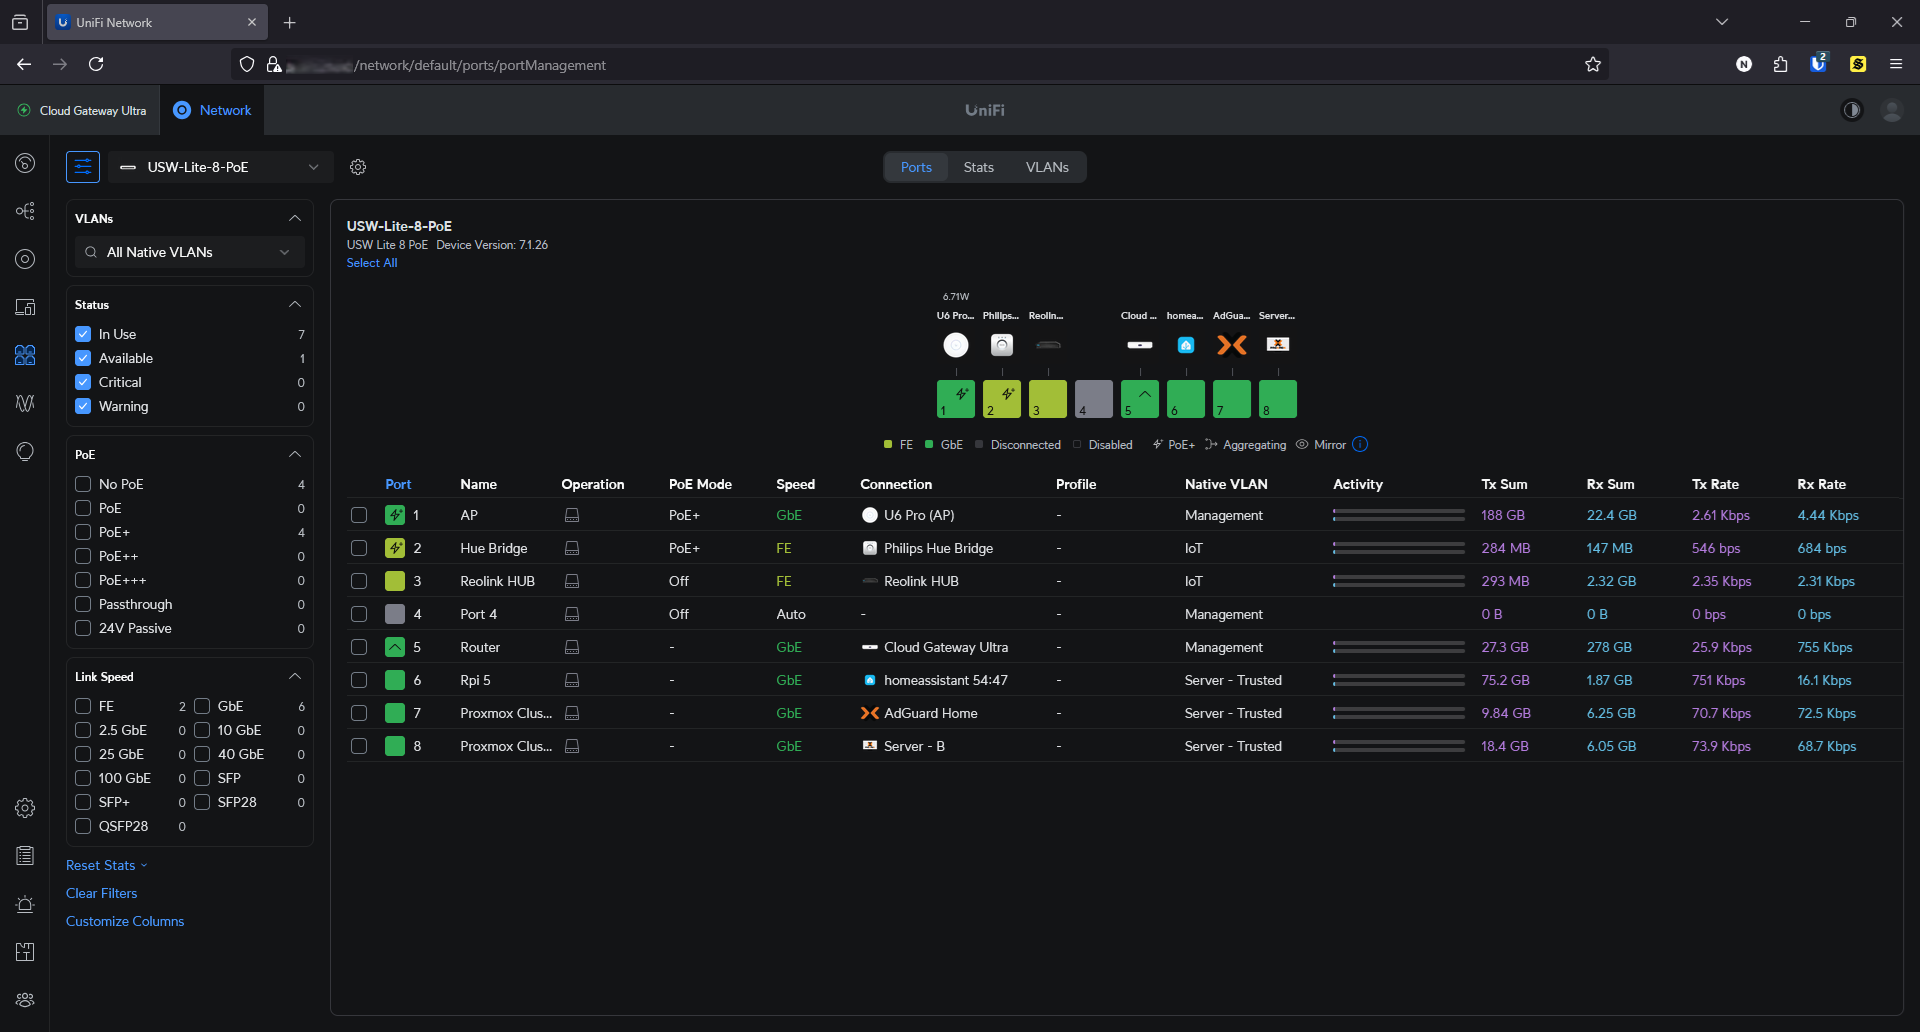 UniFi Network
/network/default/ports/portManagement
N
2
Cloud Gateway Ultra
Network
UniFi
USW-Lite-8-PoE
Ports Stats VLANs
VLANs
All Native VLANs
Status
In Use 7
Available 1
Critical 0
Warning 0
PoE
No PoE 4
PoE 0
PoE+ 4
PoE++ 0
PoE+++ 0
Passthrough 0
24V Passive 0
Link Speed
FE 2 GbE 6
2.5 GbE 0 10 GbE 0
25 GbE 0 40 GbE 0
100 GbE 0 SFP 0
SFP+ 0 SFP28 0
QSFP28 0
Reset Stats
Clear Filters
Customize Columns
USW-Lite-8-PoE
USW Lite 8 PoE Device Version: 7.1.26
Select All
6.71W
U6 Pro... Philips... Reolin... Cloud ... homea... AdGua... Server...
1 2 3 4 5 6 7 8
FE GbE Disconnected Disabled PoE+ Aggregating Mirror
Port Name Operation PoE Mode Speed Connection Profile Native VLAN Activity Tx Sum Rx Sum Tx Rate Rx Rate
1 AP PoE+ GbE U6 Pro (AP) - Management 188 GB 22.4 GB 2.61 Kbps 4.44 Kbps
2 Hue Bridge PoE+ FE Philips Hue Bridge - IoT 284 MB 147 MB 546 bps 684 bps
3 Reolink HUB Off FE Reolink HUB - IoT 293 MB 2.32 GB 2.35 Kbps 2.31 Kbps
4 Port 4 Off Auto - - Management 0 B 0 B 0 bps 0 bps
5 Router - GbE Cloud Gateway Ultra - Management 27.3 GB 278 GB 25.9 Kbps 755 Kbps
6 Rpi 5 - GbE homeassistant 54:47 - Server - Trusted 75.2 GB 1.87 GB 751 Kbps 16.1 Kbps
7 Proxmox Clus... - GbE AdGuard Home - Server - Trusted 9.84 GB 6.25 GB 70.7 Kbps 72.5 Kbps
8 Proxmox Clus... - GbE Server - B - Server - Trusted 18.4 GB 6.05 GB 73.9 Kbps 68.7 Kbps